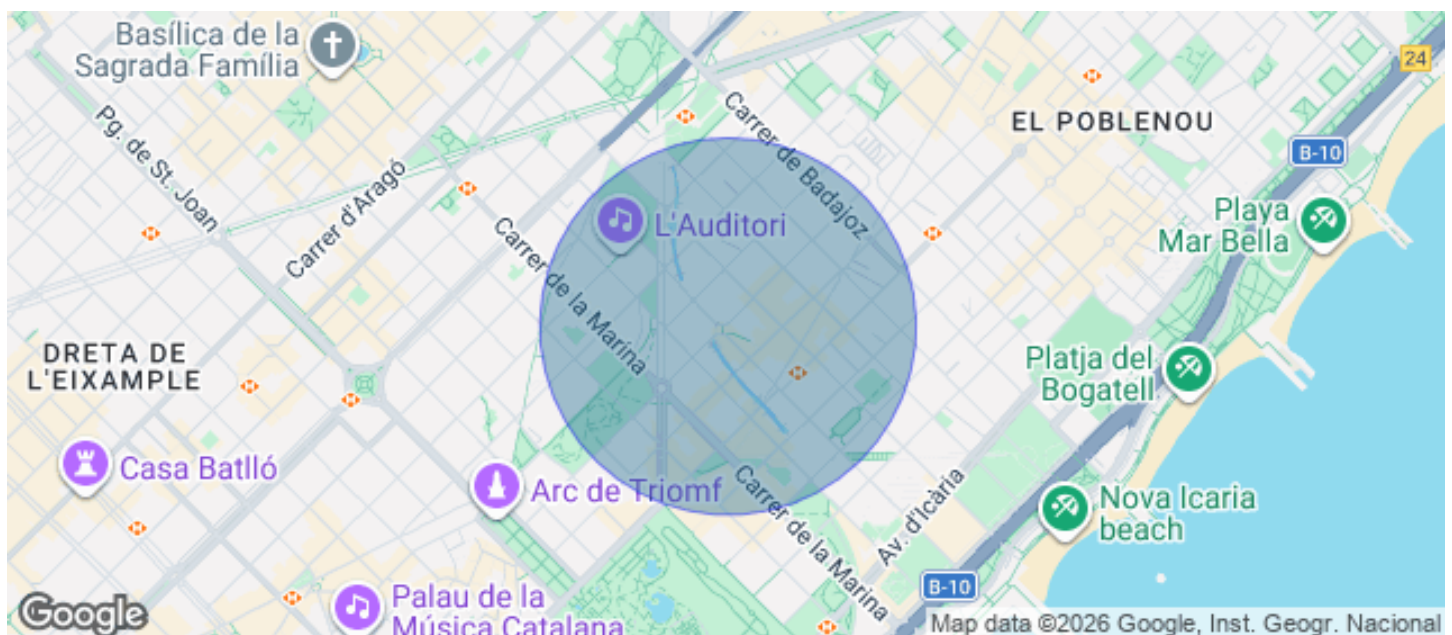 Basílica de la
Sagrada Família
24
Carrer de Badajoz
EL POBLENOU
B-10
Pg. de St. Joan
Carrer d'Aragó
L'Auditori
Playa
Mar Bella
Carrer de la Marina
DRETA DE
L'EIXAMPLE
Platja del
Bogatell
Casa Batlló
Arc de Triomf
Carrer de la Marina
Av. d'Icària
Nova Icaria
beach
B-10
Palau de la
Música Catalana
Google
Map data ©2026 Google, Inst. Geogr. Nacional